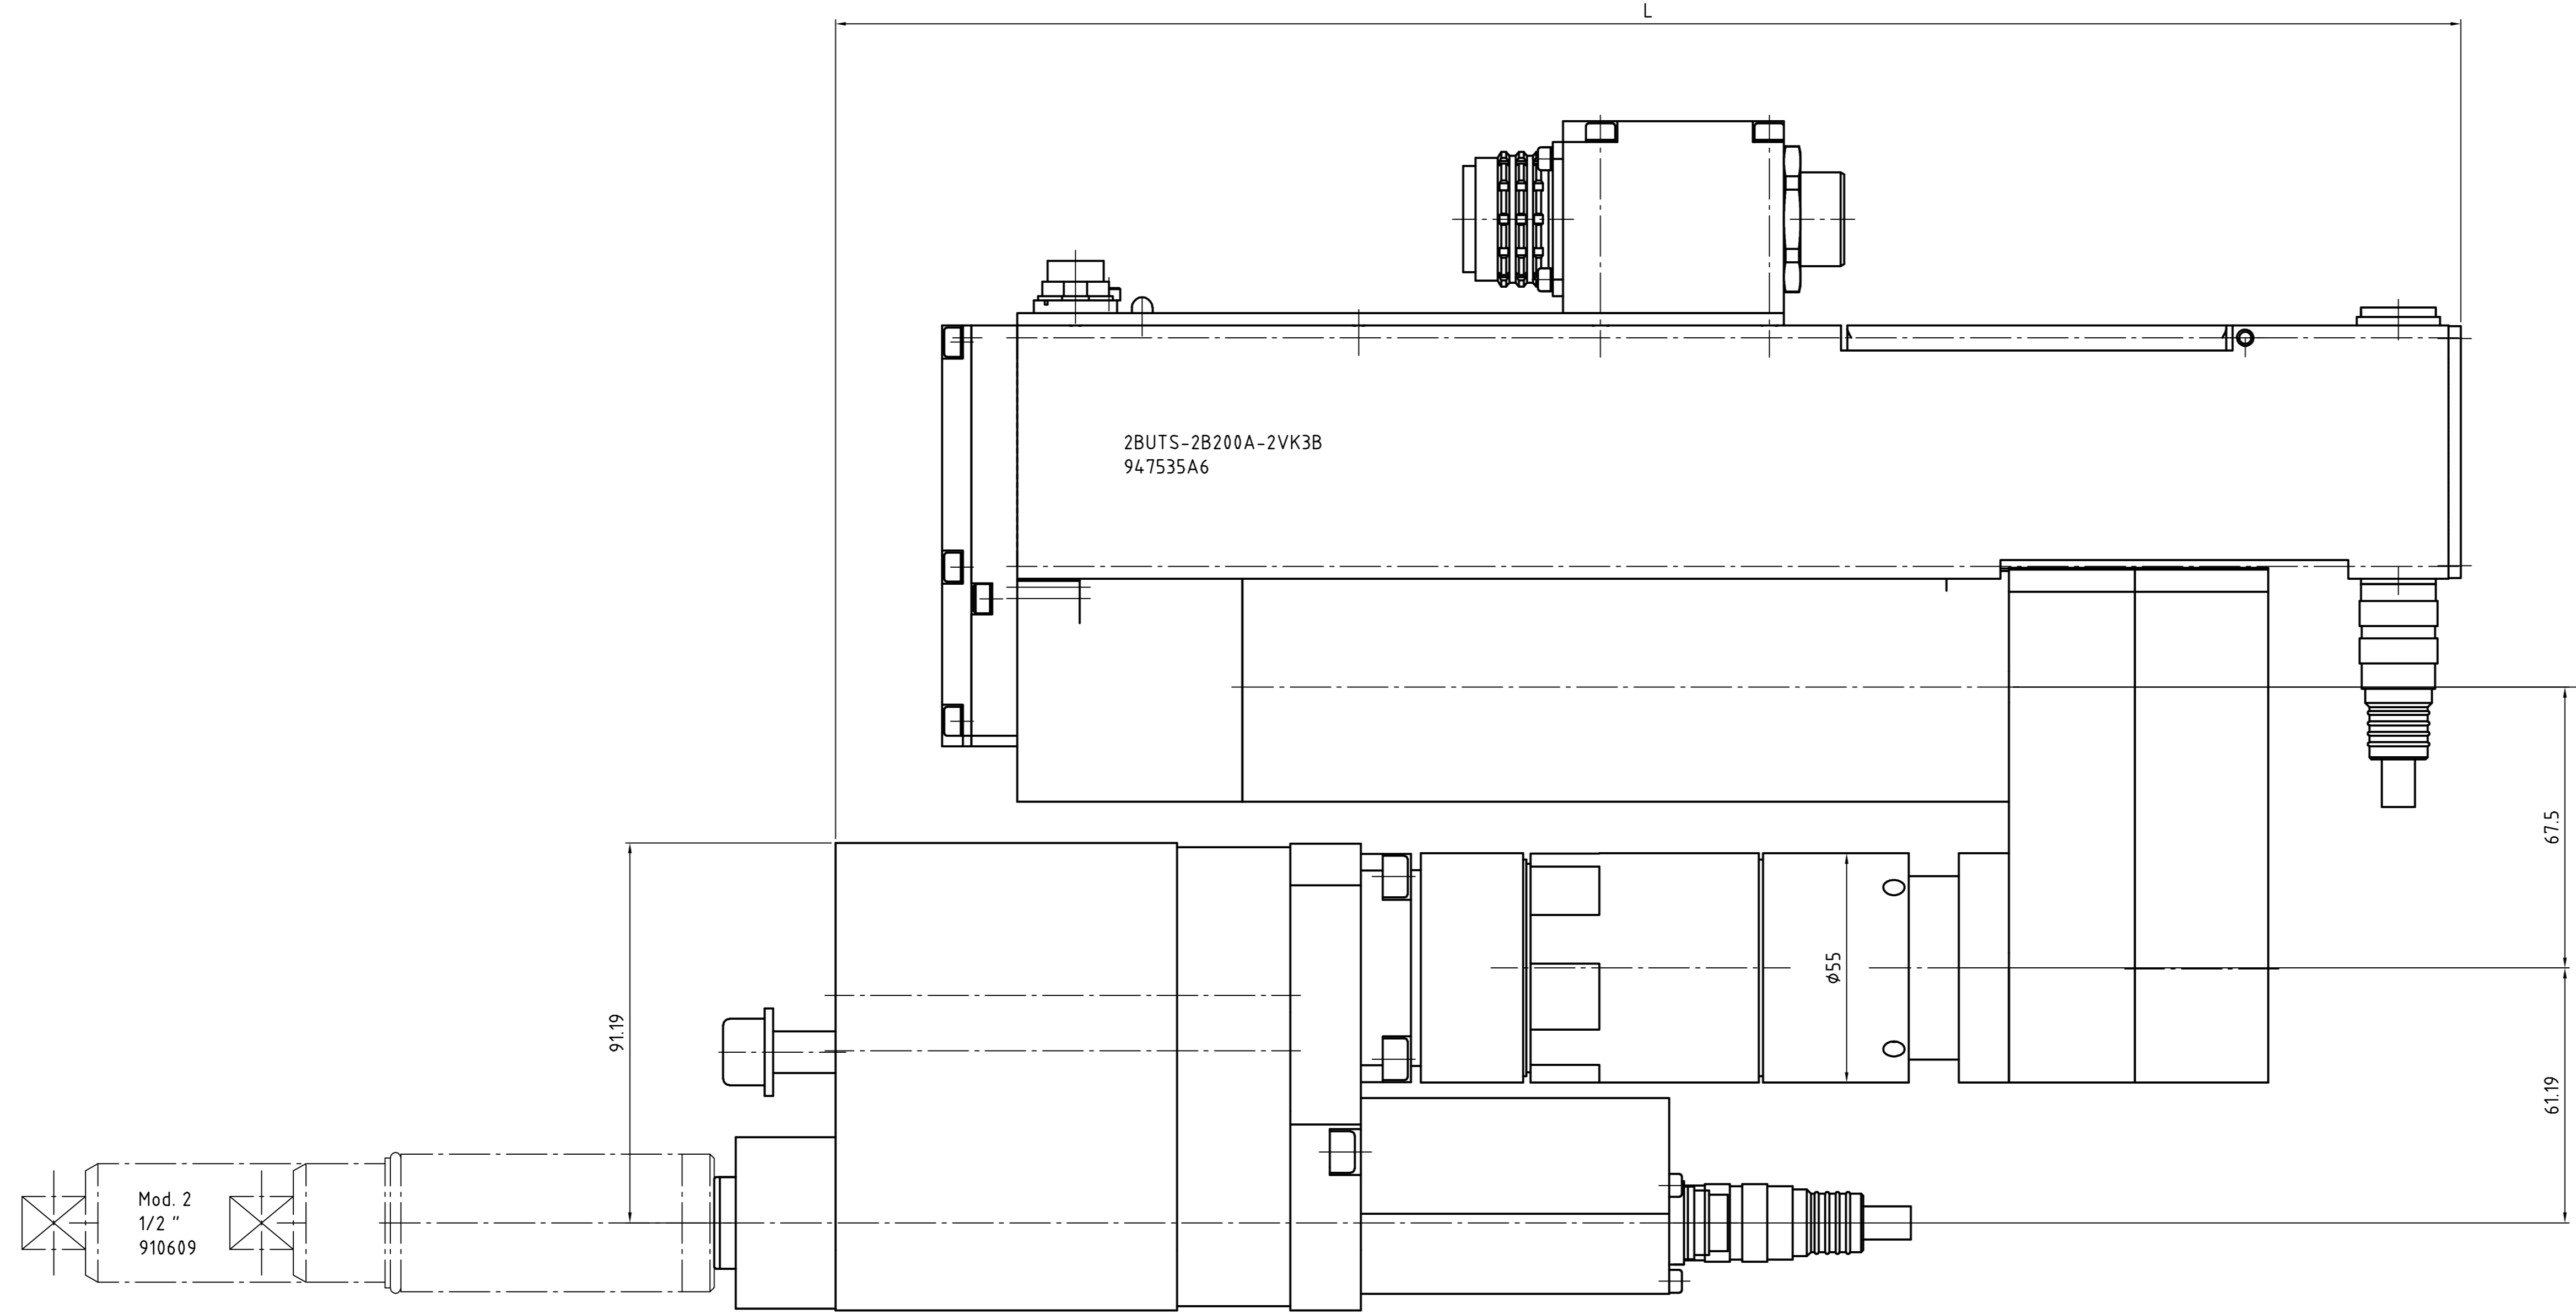 L
2BUTS-2B200A-2VK3B
947535A6
67.5
91.19
ϕ55
61.19
Mod. 2
1/2 "
910609